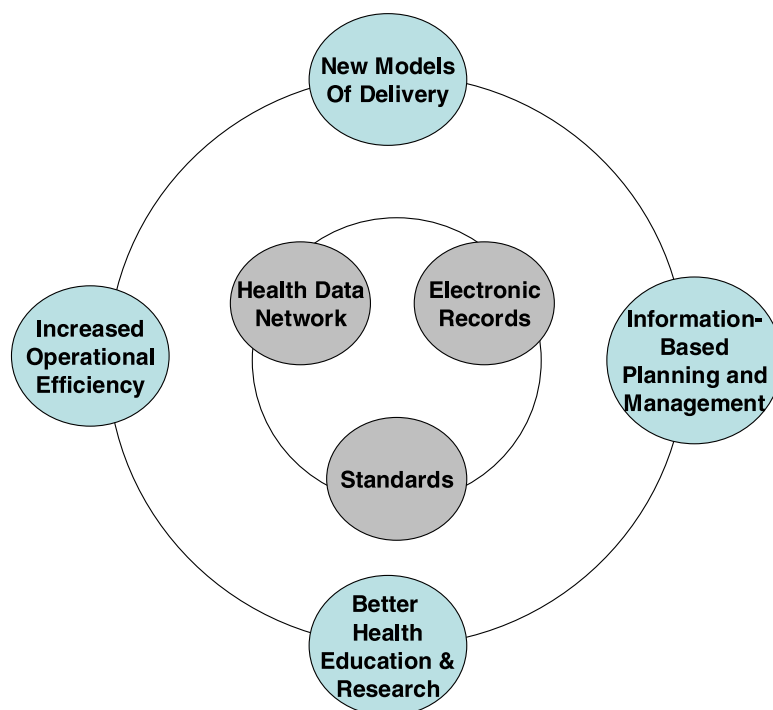 New Models
Of Delivery
Health Data
Network
Electronic
Records
Increased
Operational
Efficiency
Information-
Based
Planning and
Management
Standards
Better
Health
Education &
Research